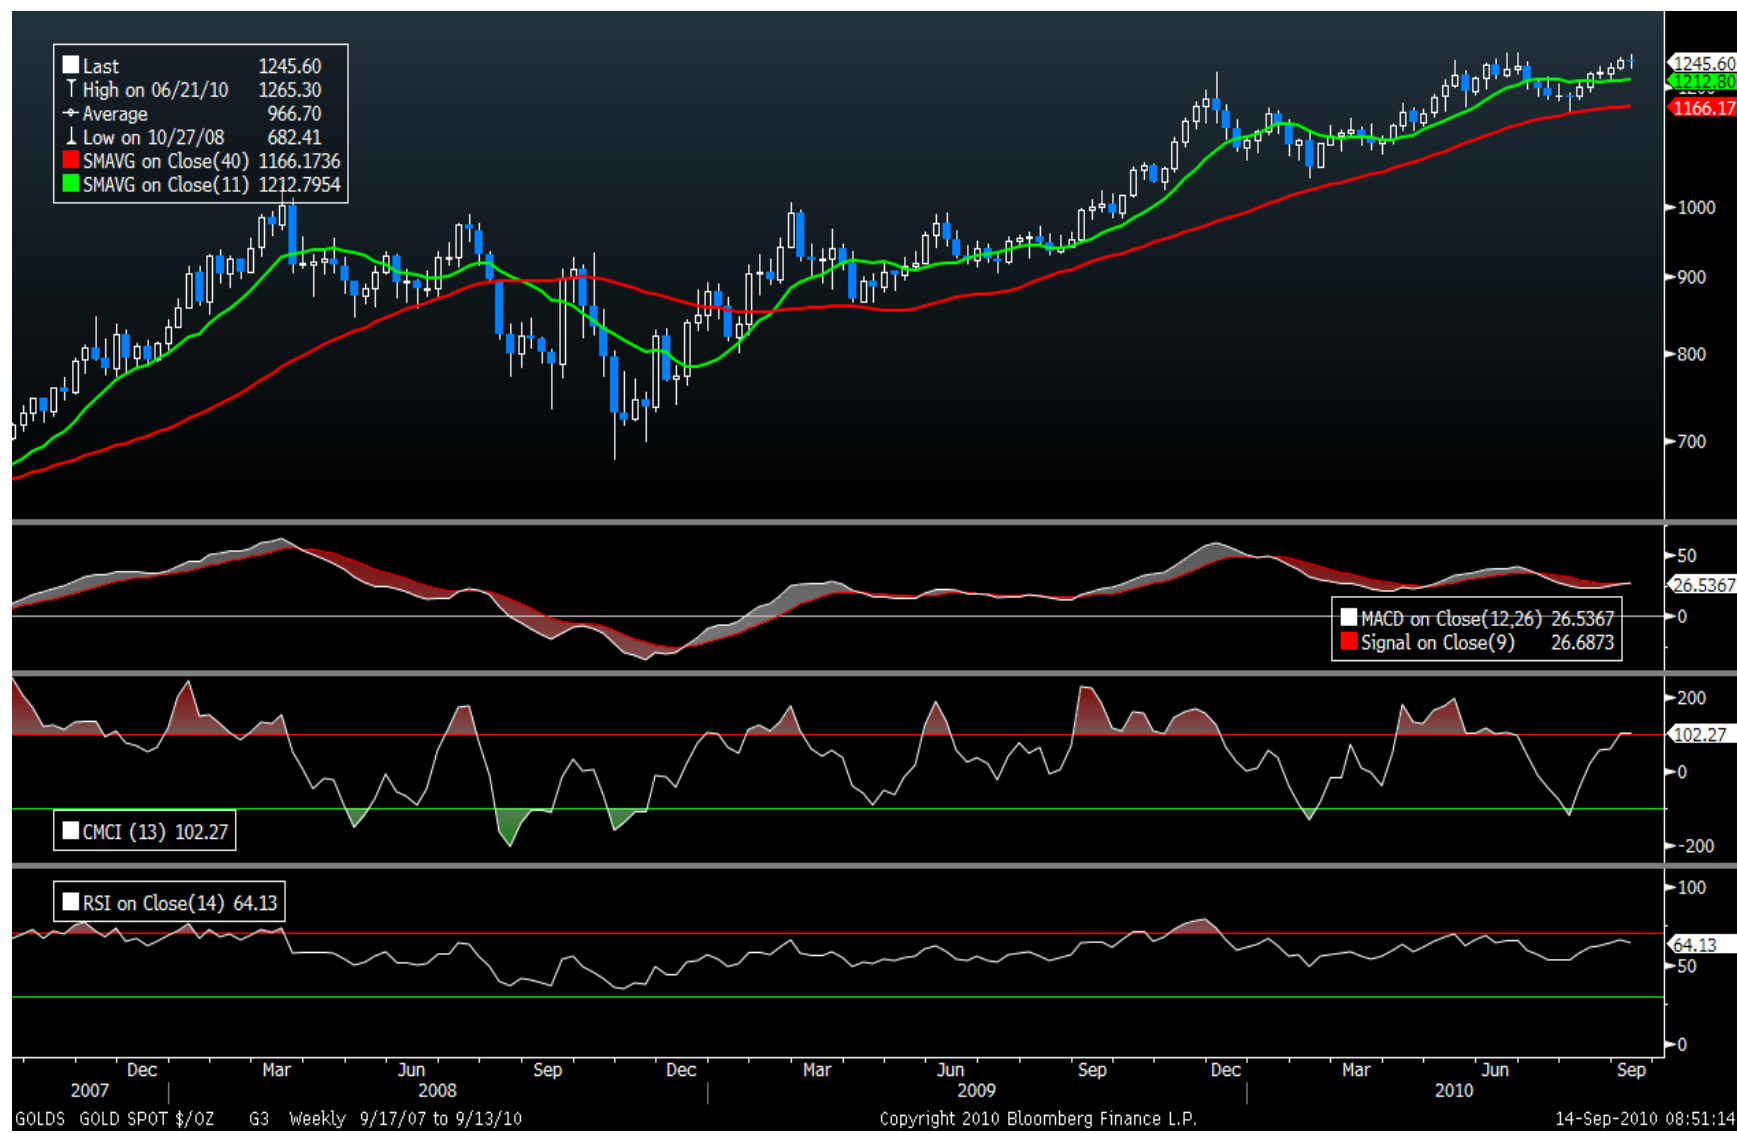 Last 1245.60
High on 06/21/10 1265.30
Average 966.70
Low on 10/27/08 682.41
SMAVG on Close(40) 1166.1736
SMAVG on Close(11) 1212.7954
1245.60
1212.80
1200
1166.17
1000
900
800
700
50
26.5367
0
MACD on Close(12,26) 26.5367
Signal on Close(9) 26.6873
200
102.27
0
-200
CMCI (13) 102.27
RSI on Close(14) 64.13
100
64.13
50
0
Dec Mar Jun Sep Dec Mar Jun Sep Dec Mar Jun Sep
2007 2008 2009 2010
GOLDS GOLD SPOT $/OZ G3 Weekly 9/17/07 to 9/13/10 Copyright 2010 Bloomberg Finance L.P. 14-Sep-2010 08:51:14